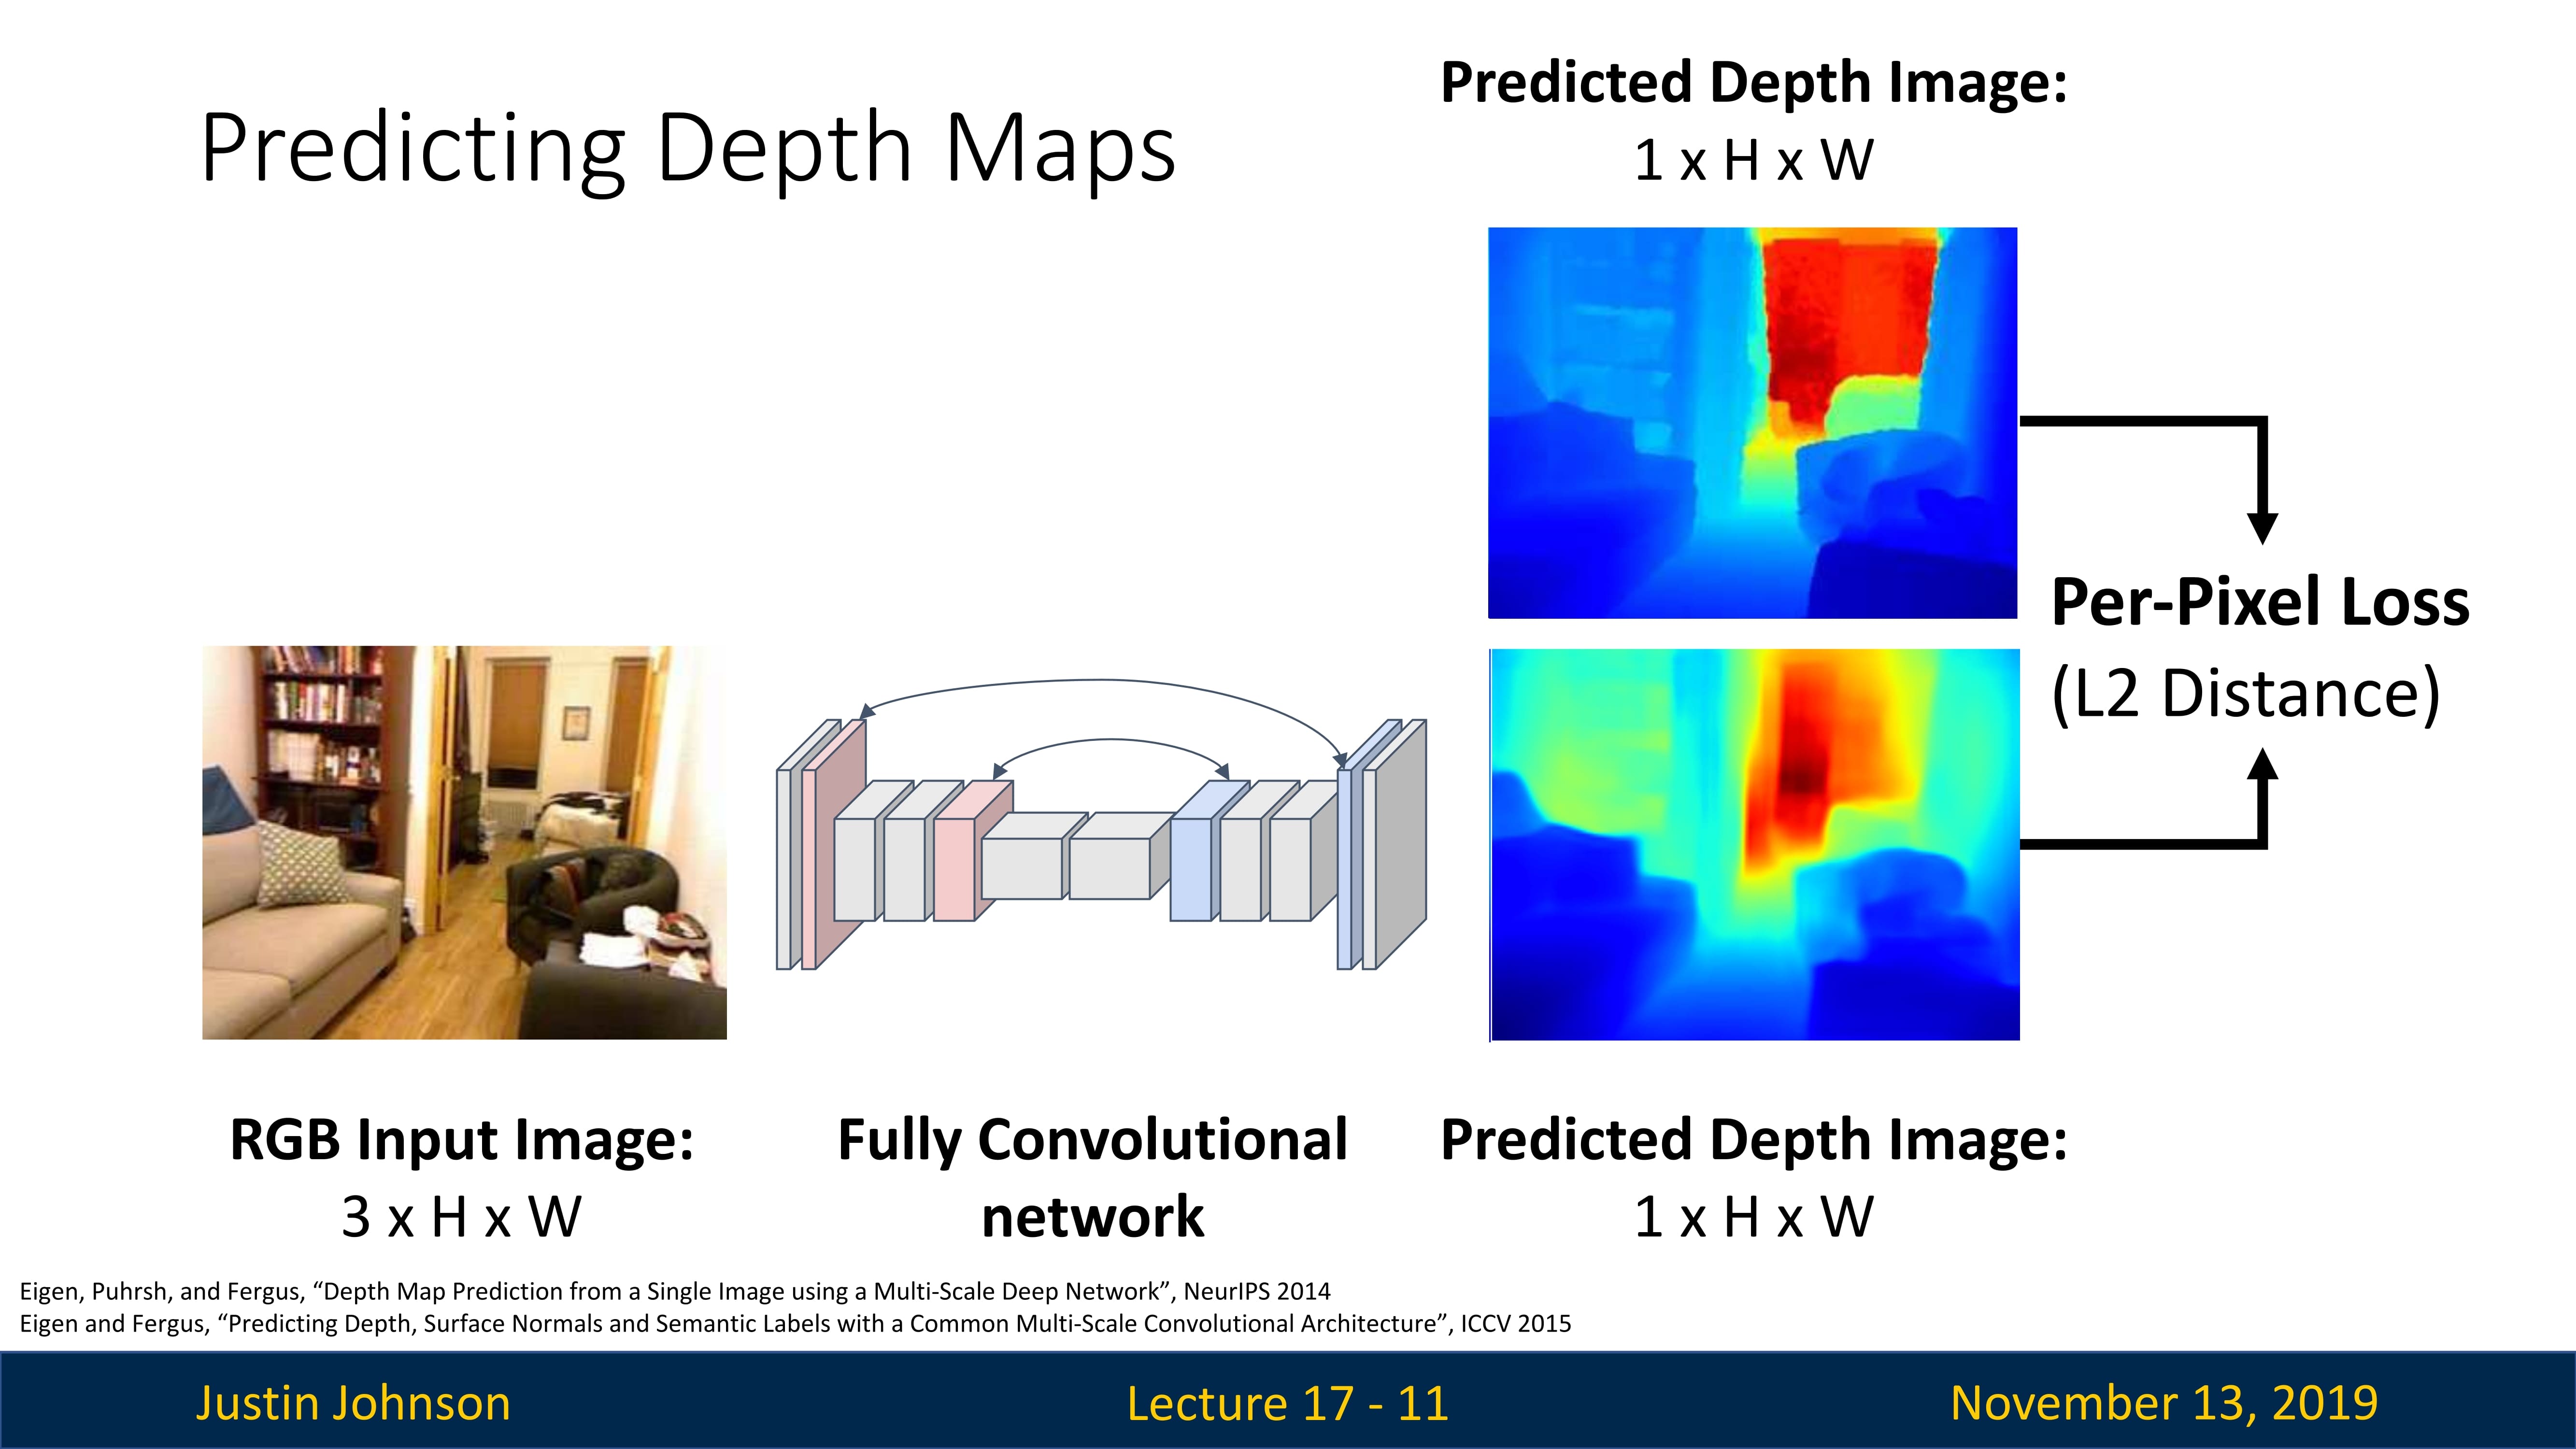 Predicting Depth Maps
Predicted Depth Image:
1 x H x W
Per-Pixel Loss
(L2 Distance)
RGB Input Image:
3 x H x W
Fully Convolutional
network
Predicted Depth Image:
1 x H x W
Eigen, Puhrsh, and Fergus, “Depth Map Prediction from a Single Image using a Multi-Scale Deep Network”, NeurIPS 2014
Eigen and Fergus, “Predicting Depth, Surface Normals and Semantic Labels with a Common Multi-Scale Convolutional Architecture”, ICCV 2015
Justin Johnson
Lecture 17 - 11
November 13, 2019